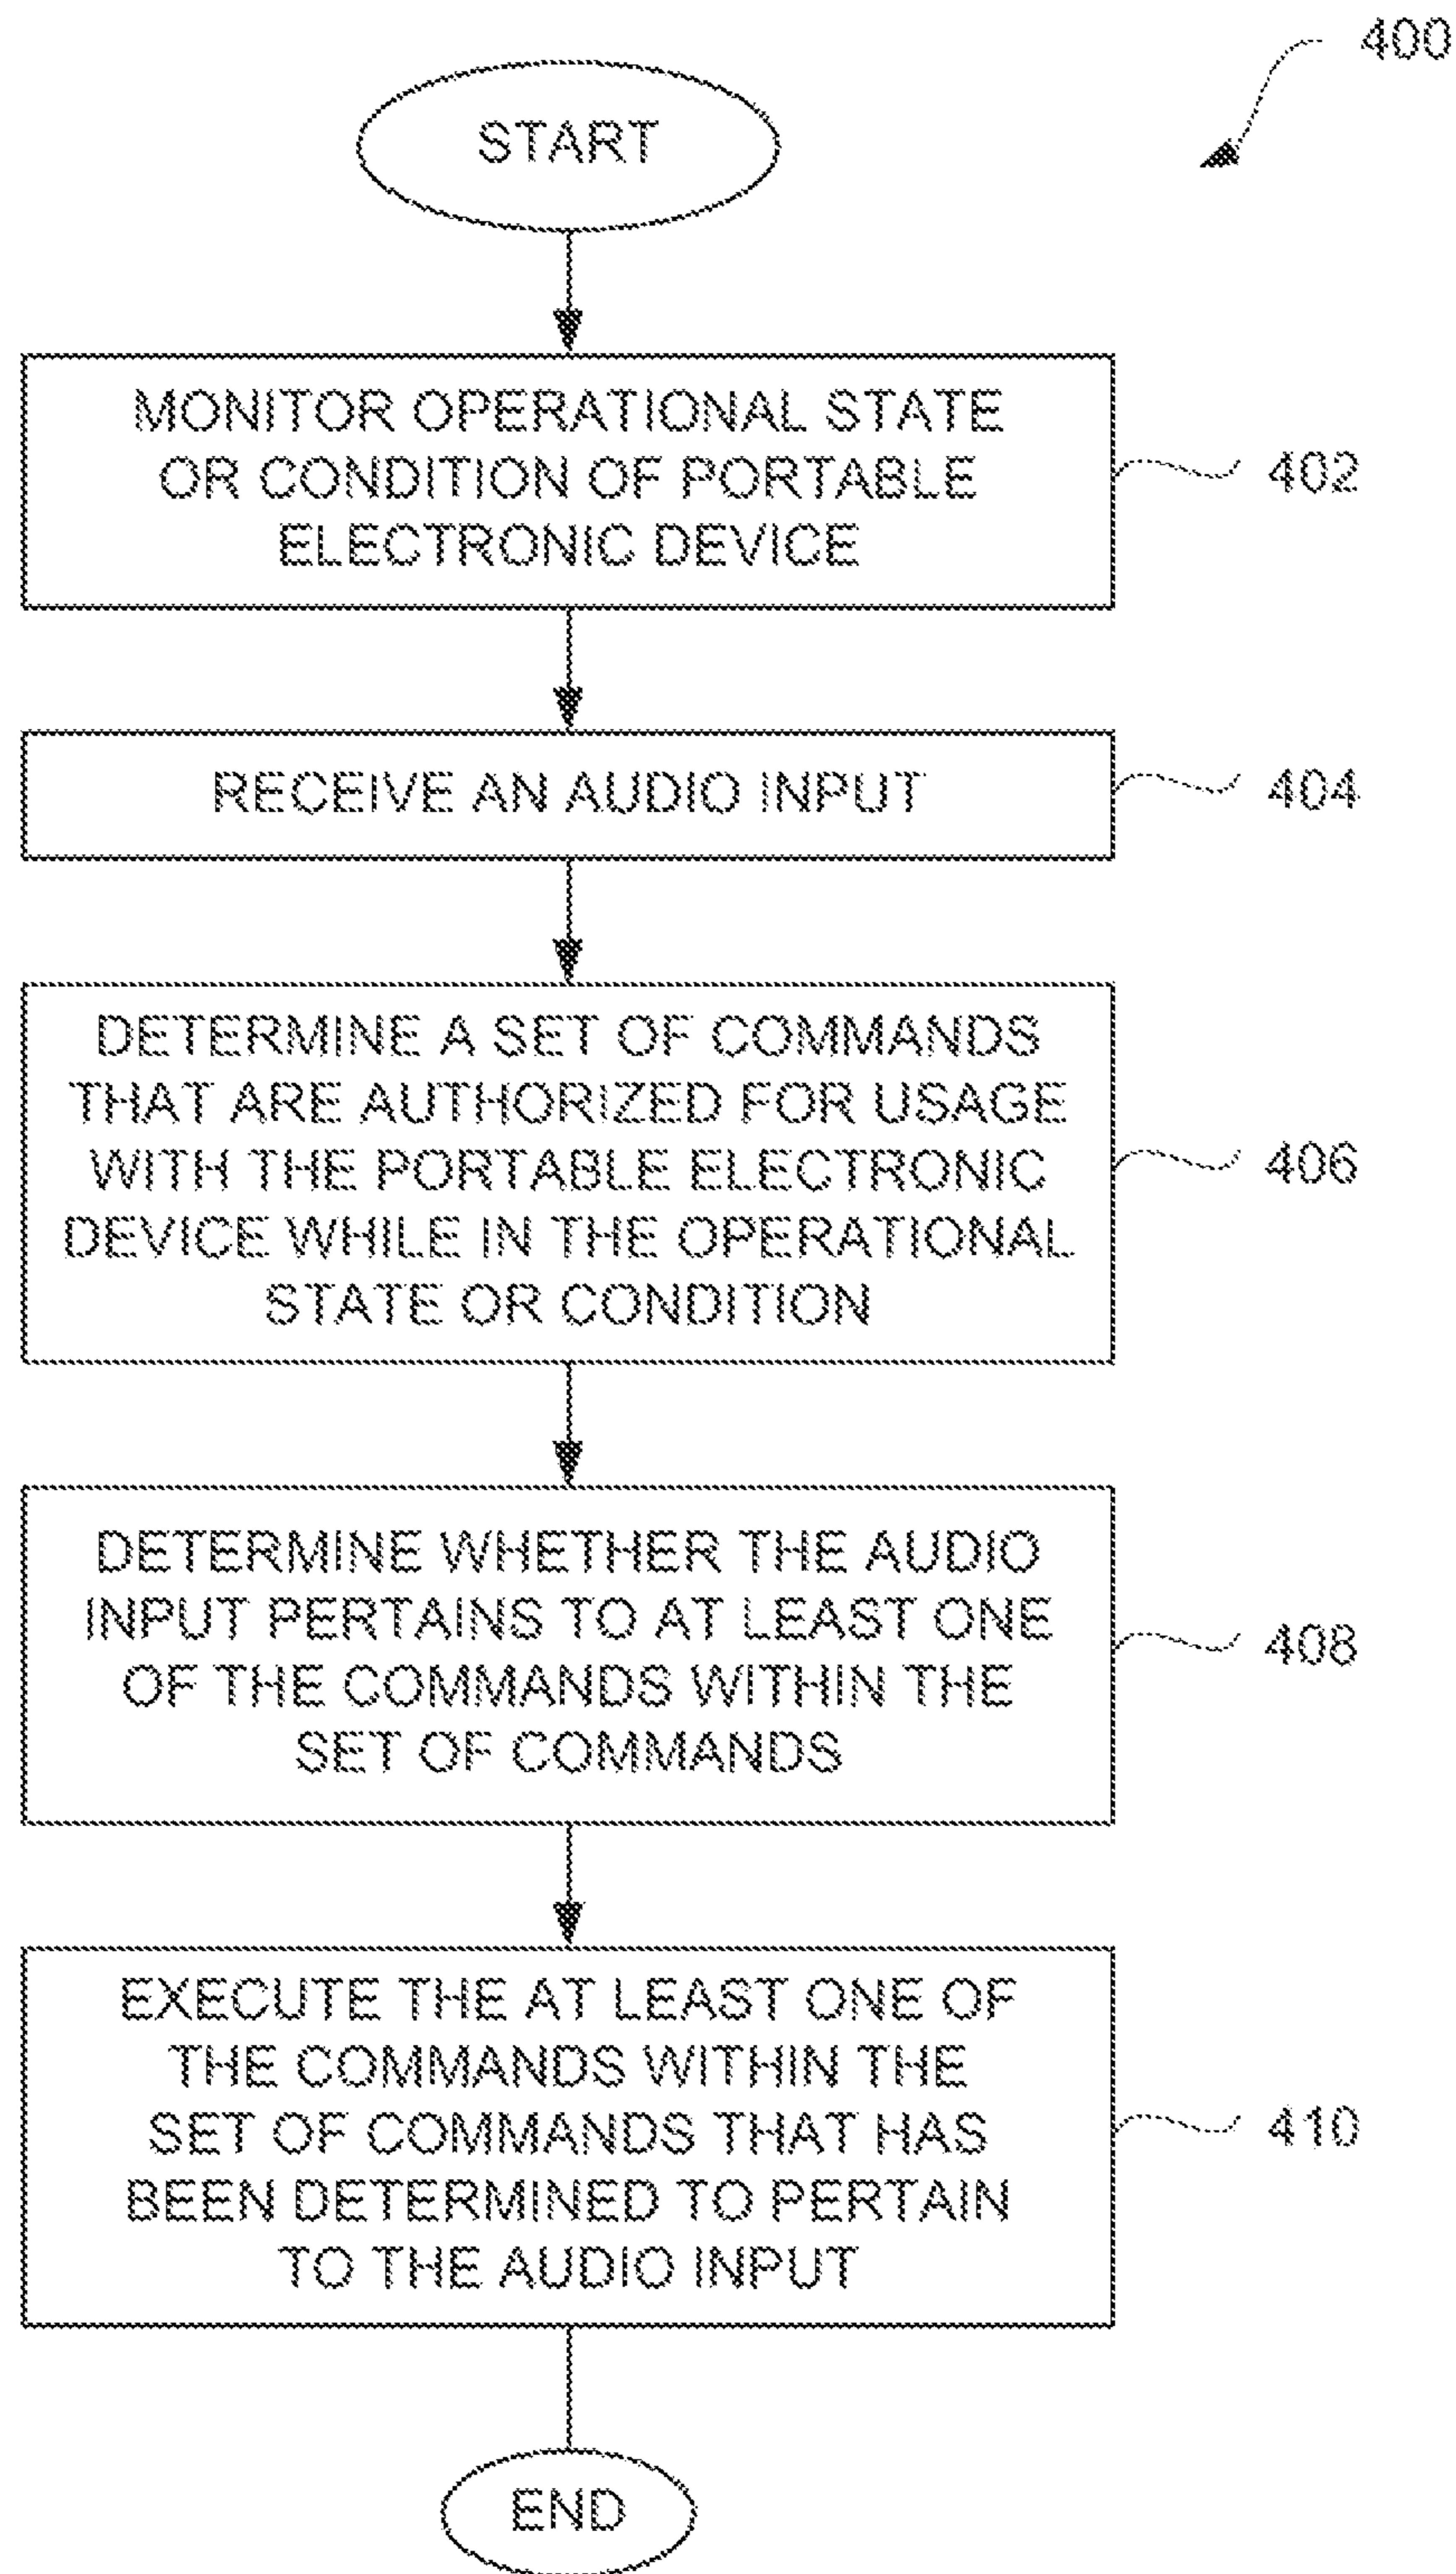 400
START
MONITOR OPERATIONAL STATE
OR CONDITION OF PORTABLE
ELECTRONIC DEVICE
402
RECEIVE AN AUDIO INPUT
404
DETERMINE A SET OF COMMANDS
THAT ARE AUTHORIZED FOR USAGE
WITH THE PORTABLE ELECTRONIC
DEVICE WHILE IN THE OPERATIONAL
STATE OR CONDITION
406
DETERMINE WHETHER THE AUDIO
INPUT PERTAINS TO AT LEAST ONE
OF THE COMMANDS WITHIN THE
SET OF COMMANDS
408
EXECUTE THE AT LEAST ONE OF
THE COMMANDS WITHIN THE
SET OF COMMANDS THAT HAS
BEEN DETERMINED TO PERTAIN
TO THE AUDIO INPUT
410
END